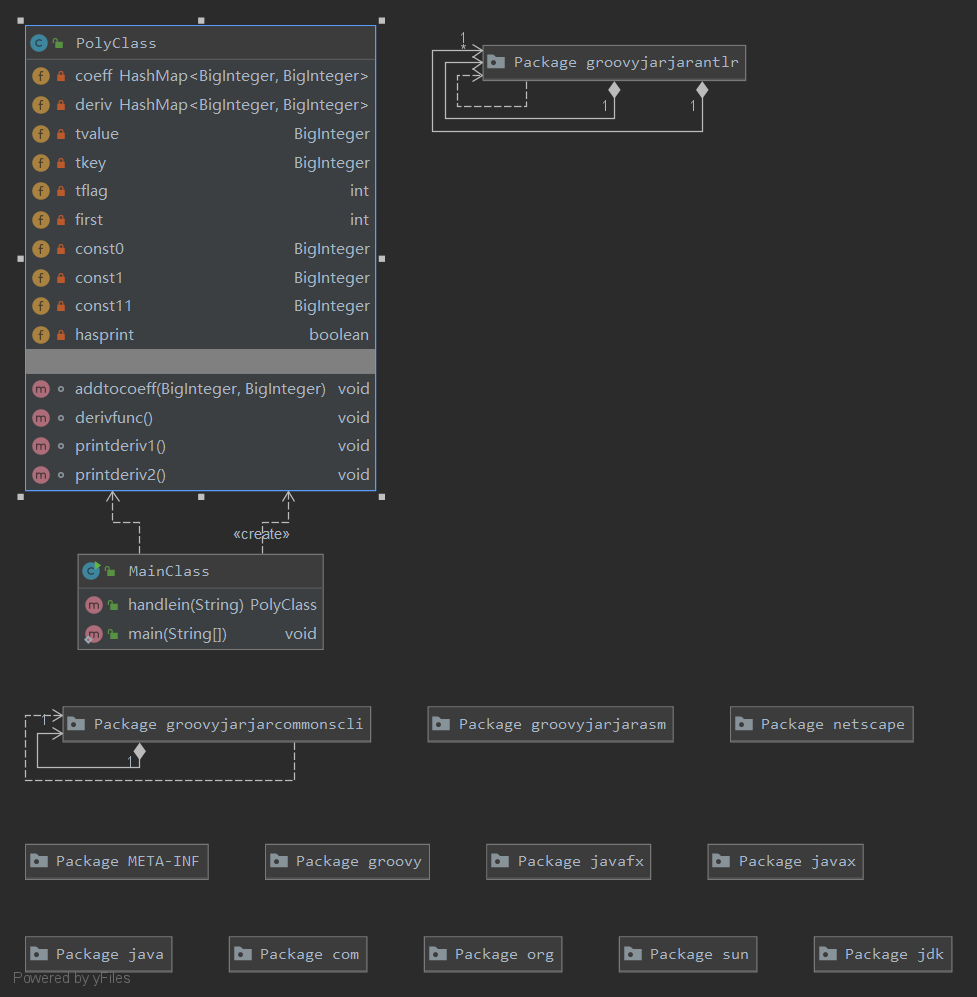 PolyClass
coeff HashMap<BigInteger, BigInteger>
deriv HashMap<BigInteger, BigInteger>
tvalue BigInteger
tkey BigInteger
tflag int
first int
const0 BigInteger
const1 BigInteger
const11 BigInteger
hasprint boolean
addtocoeff(BigInteger, BigInteger) void
derivfunc() void
printderiv1() void
printderiv2() void
1
*
Package groovyjarjarantlr
1 1
«create»
MainClass
handlein(String) PolyClass
main(String[]) void
1
Package groovyjarjarcommonscli
1
Package groovyjarjarasm
Package netscape
Package META-INF
Package groovy
Package javafx
Package javax
Package java
Package com
Package org
Package sun
Package jdk
Powered by yFiles